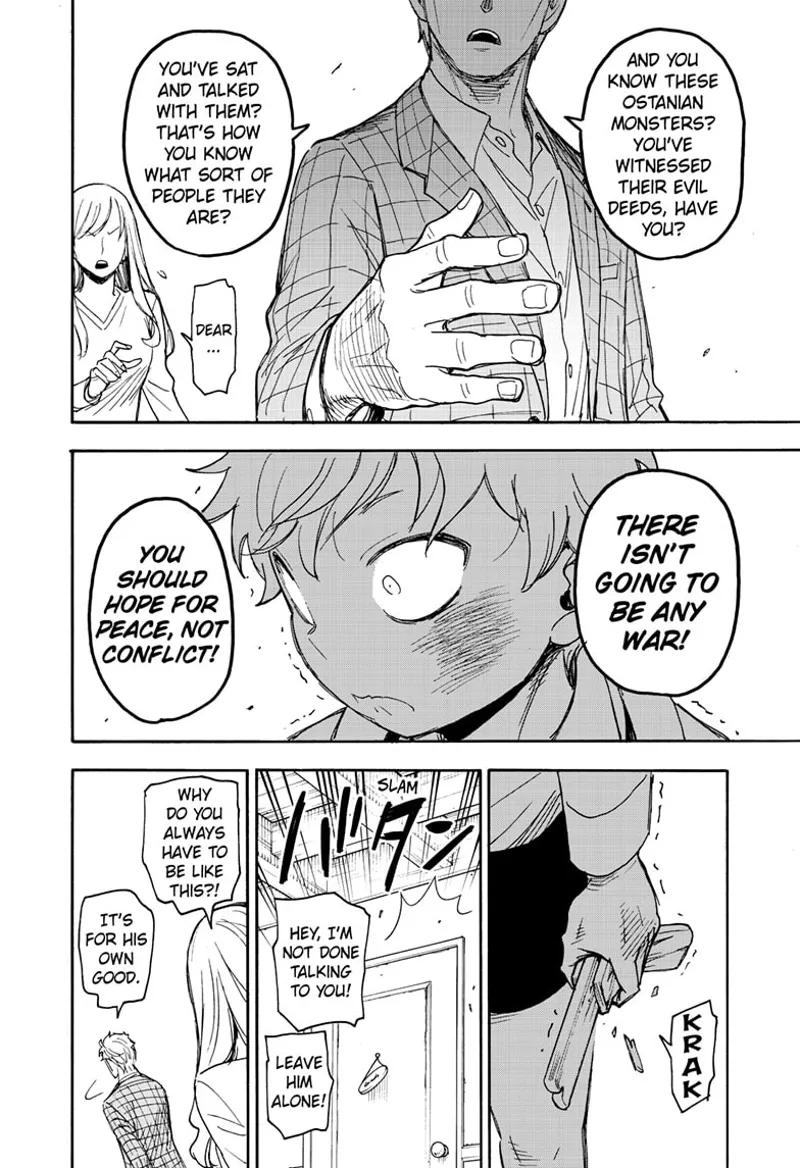 AND YOU
KNOW THESE
OSTANIAN
MONSTERS?
YOU'VE
WITNESSED
THEIR EVIL
DEEDS, HAVE
YOU?
YOU'VE SAT
AND TALKED
WITH THEM?
THAT'S HOW
YOU KNOW
WHAT SORT OF
PEOPLE THEY
ARE?
DEAR
...
THERE
ISN'T
GOING TO
BE ANY
WAR!
YOU
SHOULD
HOPE FOR
PEACE, NOT
CONFLICT!
KRAK
SLAM
バタン
HEY, I'M
NOT DONE
TALKING
TO YOU!
LEAVE
HIM
ALONE!
WHY
DO YOU
ALWAYS
HAVE TO
BE LIKE
THIS?!
IT'S
FOR HIS
OWN
GOOD.